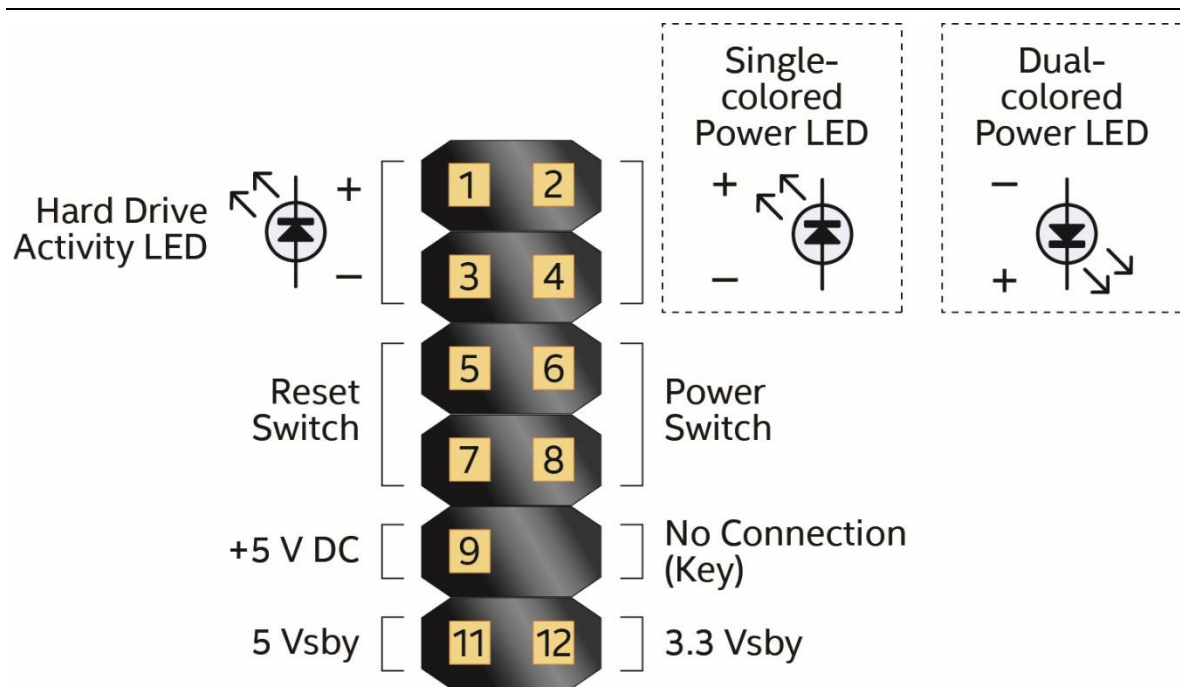 Single-
colored
Power LED
+
−
Dual-
colored
Power LED
−
+
Hard Drive
Activity LED
+
−
1 2
3 4
Reset
Switch
5 6
7 8
Power
Switch
+5 V DC
9
No Connection
(Key)
5 Vsby
11 12
3.3 Vsby